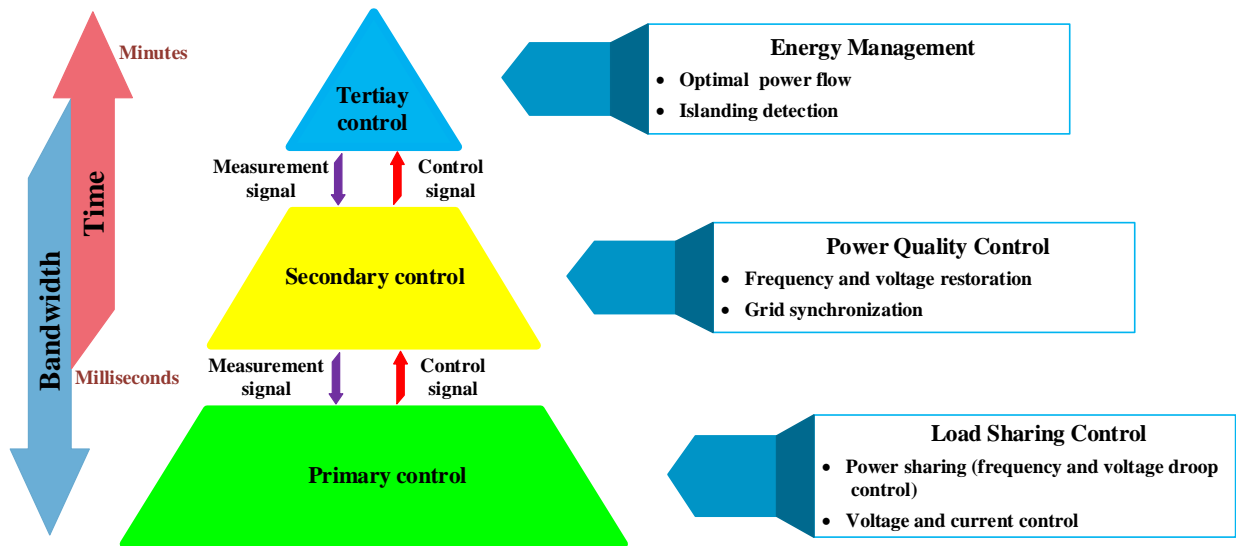 Minutes
Time
Bandwidth
Milliseconds
Tertiay
control
Measurement
signal
Control
signal
Secondary control
Measurement
signal
Control
signal
Primary control
Energy Management
• Optimal power flow
• Islanding detection
Power Quality Control
• Frequency and voltage restoration
• Grid synchronization
Load Sharing Control
• Power sharing (frequency and voltage droop
control)
• Voltage and current control